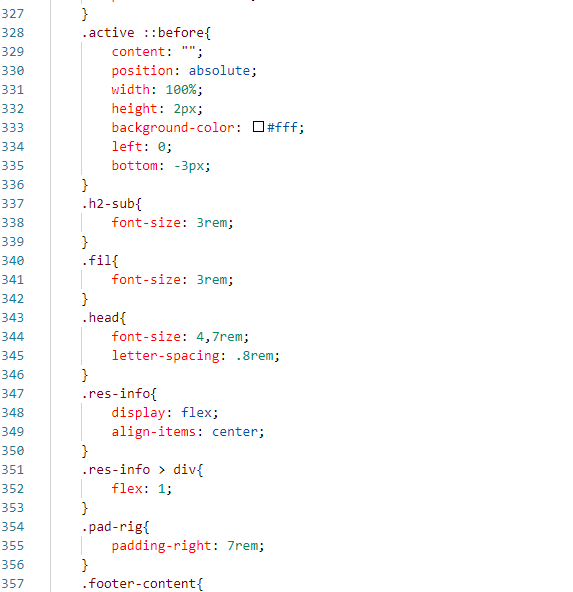 327 }
328 .active ::before{
329 content: "";
330 position: absolute;
331 width: 100%;
332 height: 2px;
333 background-color: #fff;
334 left: 0;
335 bottom: -3px;
336 }
337 .h2-sub{
338 font-size: 3rem;
339 }
340 .fil{
341 font-size: 3rem;
342 }
343 .head{
344 font-size: 4,7rem;
345 letter-spacing: .8rem;
346 }
347 .res-info{
348 display: flex;
349 align-items: center;
350 }
351 .res-info > div{
352 flex: 1;
353 }
354 .pad-rig{
355 padding-right: 7rem;
356 }
357 .footer-content{